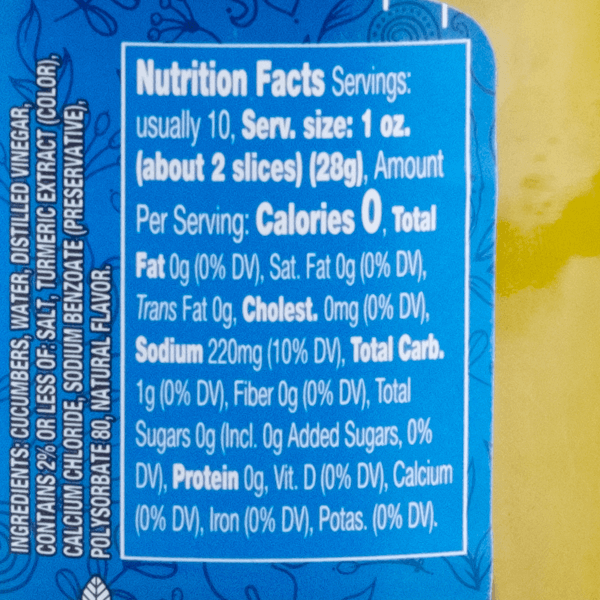 INGREDIENTS: CUCUMBERS, WATER, DISTILLED VINEGAR,
CONTAINS 2% OR LESS OF: SALT, TURMERIC EXTRACT (COLOR),
CALCIUM CHLORIDE, SODIUM BENZOATE (PRESERVATIVE),
POLYSORBATE 80, NATURAL FLAVOR.
Nutrition Facts Servings:
usually 10, Serv. size: 1 oz.
(about 2 slices) (28g), Amount
Per Serving: Calories 0, Total
Fat 0g (0% DV), Sat. Fat 0g (0% DV),
Trans Fat 0g, Cholest. 0mg (0% DV),
Sodium 220mg (10% DV), Total Carb.
1g (0% DV), Fiber 0g (0% DV), Total
Sugars 0g (Incl. 0g Added Sugars, 0%
DV), Protein 0g, Vit. D (0% DV), Calcium
(0% DV), Iron (0% DV), Potas. (0% DV).